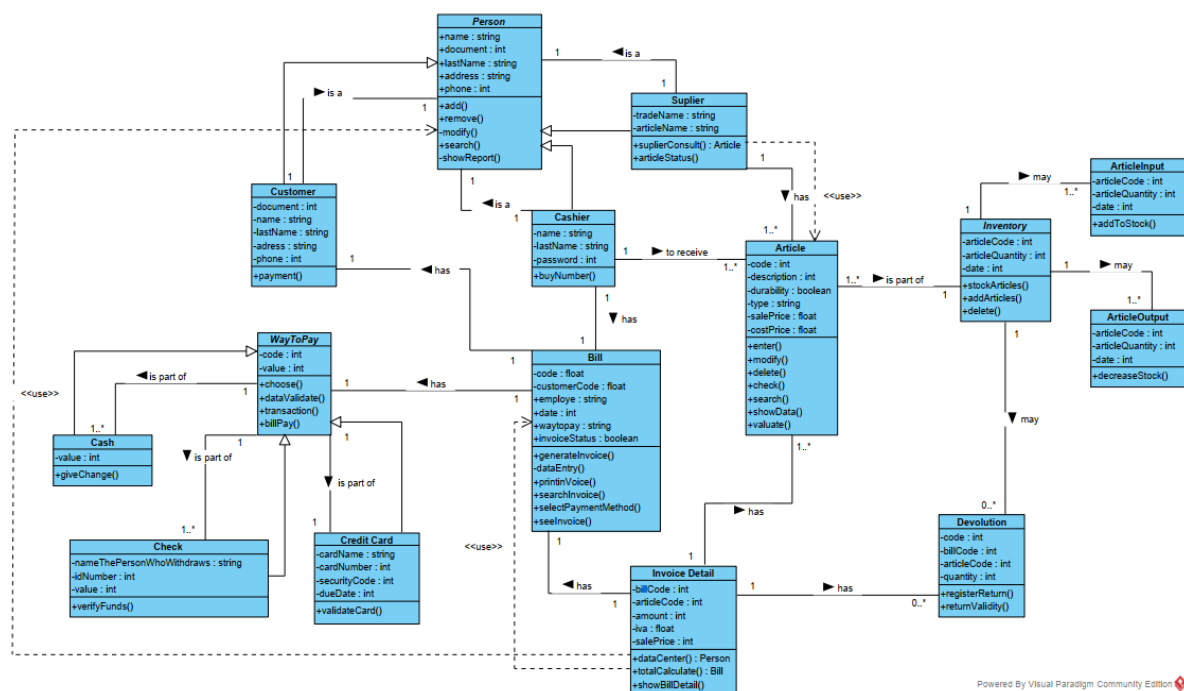 Person
+name : string
+document : int
+lastName : string
+address : string
+phone : int
+add()
+remove()
-modify()
+search()
-showReport()
1
◄ is a
1
Suplier
-tradeName : string
-articleName : string
+suplierConsult() : Article
+articleStatus()
► is a
1
1
1
1
◄ is a
1
1
▼ has
1..*
<<use>>
Customer
-document : int
-name : string
-lastName : string
-adress : string
-phone : int
+payment()
Cashier
-name : string
-lastName : string
-password : int
+buyNumber()
1
► to receive
1..*
Article
-code : int
-description : int
-durability : boolean
-type : string
-salePrice : float
-costPrice : float
+enter()
+modify()
+delete()
+check()
+search()
+showData()
+valuate()
1..*
► is part of
1
Inventory
-articleCode : int
-articleQuantity : int
-date : int
+stockArticles()
+addArticles()
+delete()
1
► may
1..*
ArticleInput
-articleCode : int
-articleQuantity : int
-date : int
+addToStock()
1
► may
1..*
ArticleOutput
-articleCode : int
-articleQuantity : int
-date : int
+decreaseStock()
1
◄ has
1
1
▼ has
1
WayToPay
-code : int
-value : int
+choose()
+dataValidate()
+transaction()
+billPay()
1
◄ has
1
Bill
-code : float
-customerCode : float
+employe : string
+date : int
+waytopay : string
+invoiceStatus : boolean
+generateInvoice()
-dataEntry()
+printinVoice()
+searchInvoice()
+selectPaymentMethod()
+seeInvoice()
<<use>>
◄ is part of
1
1..*
Cash
-value : int
+giveChange()
1
▼ is part of
1..*
1
▼ is part of
1
Check
-nameThePersonWhoWithdraws : string
-idNumber : int
-value : int
+verifyFunds()
Credit Card
-cardName : string
-cardNumber : int
-securityCode : int
-dueDate : int
+validateCard()
<<use>>
1
◄ has
1
1..*
► has
1
1
▼ may
0..*
Invoice Detail
-billCode : int
-articleCode : int
-amount : int
-iva : float
-salePrice : int
+dataCenter() : Person
+totalCalculate() : Bill
+showBillDetail()
1
► has
0..*
Devolution
-code : int
-billCode : int
-articleCode : int
-quantity : int
+registerReturn()
+returnValidity()
Powered By Visual Paradigm Community Edition